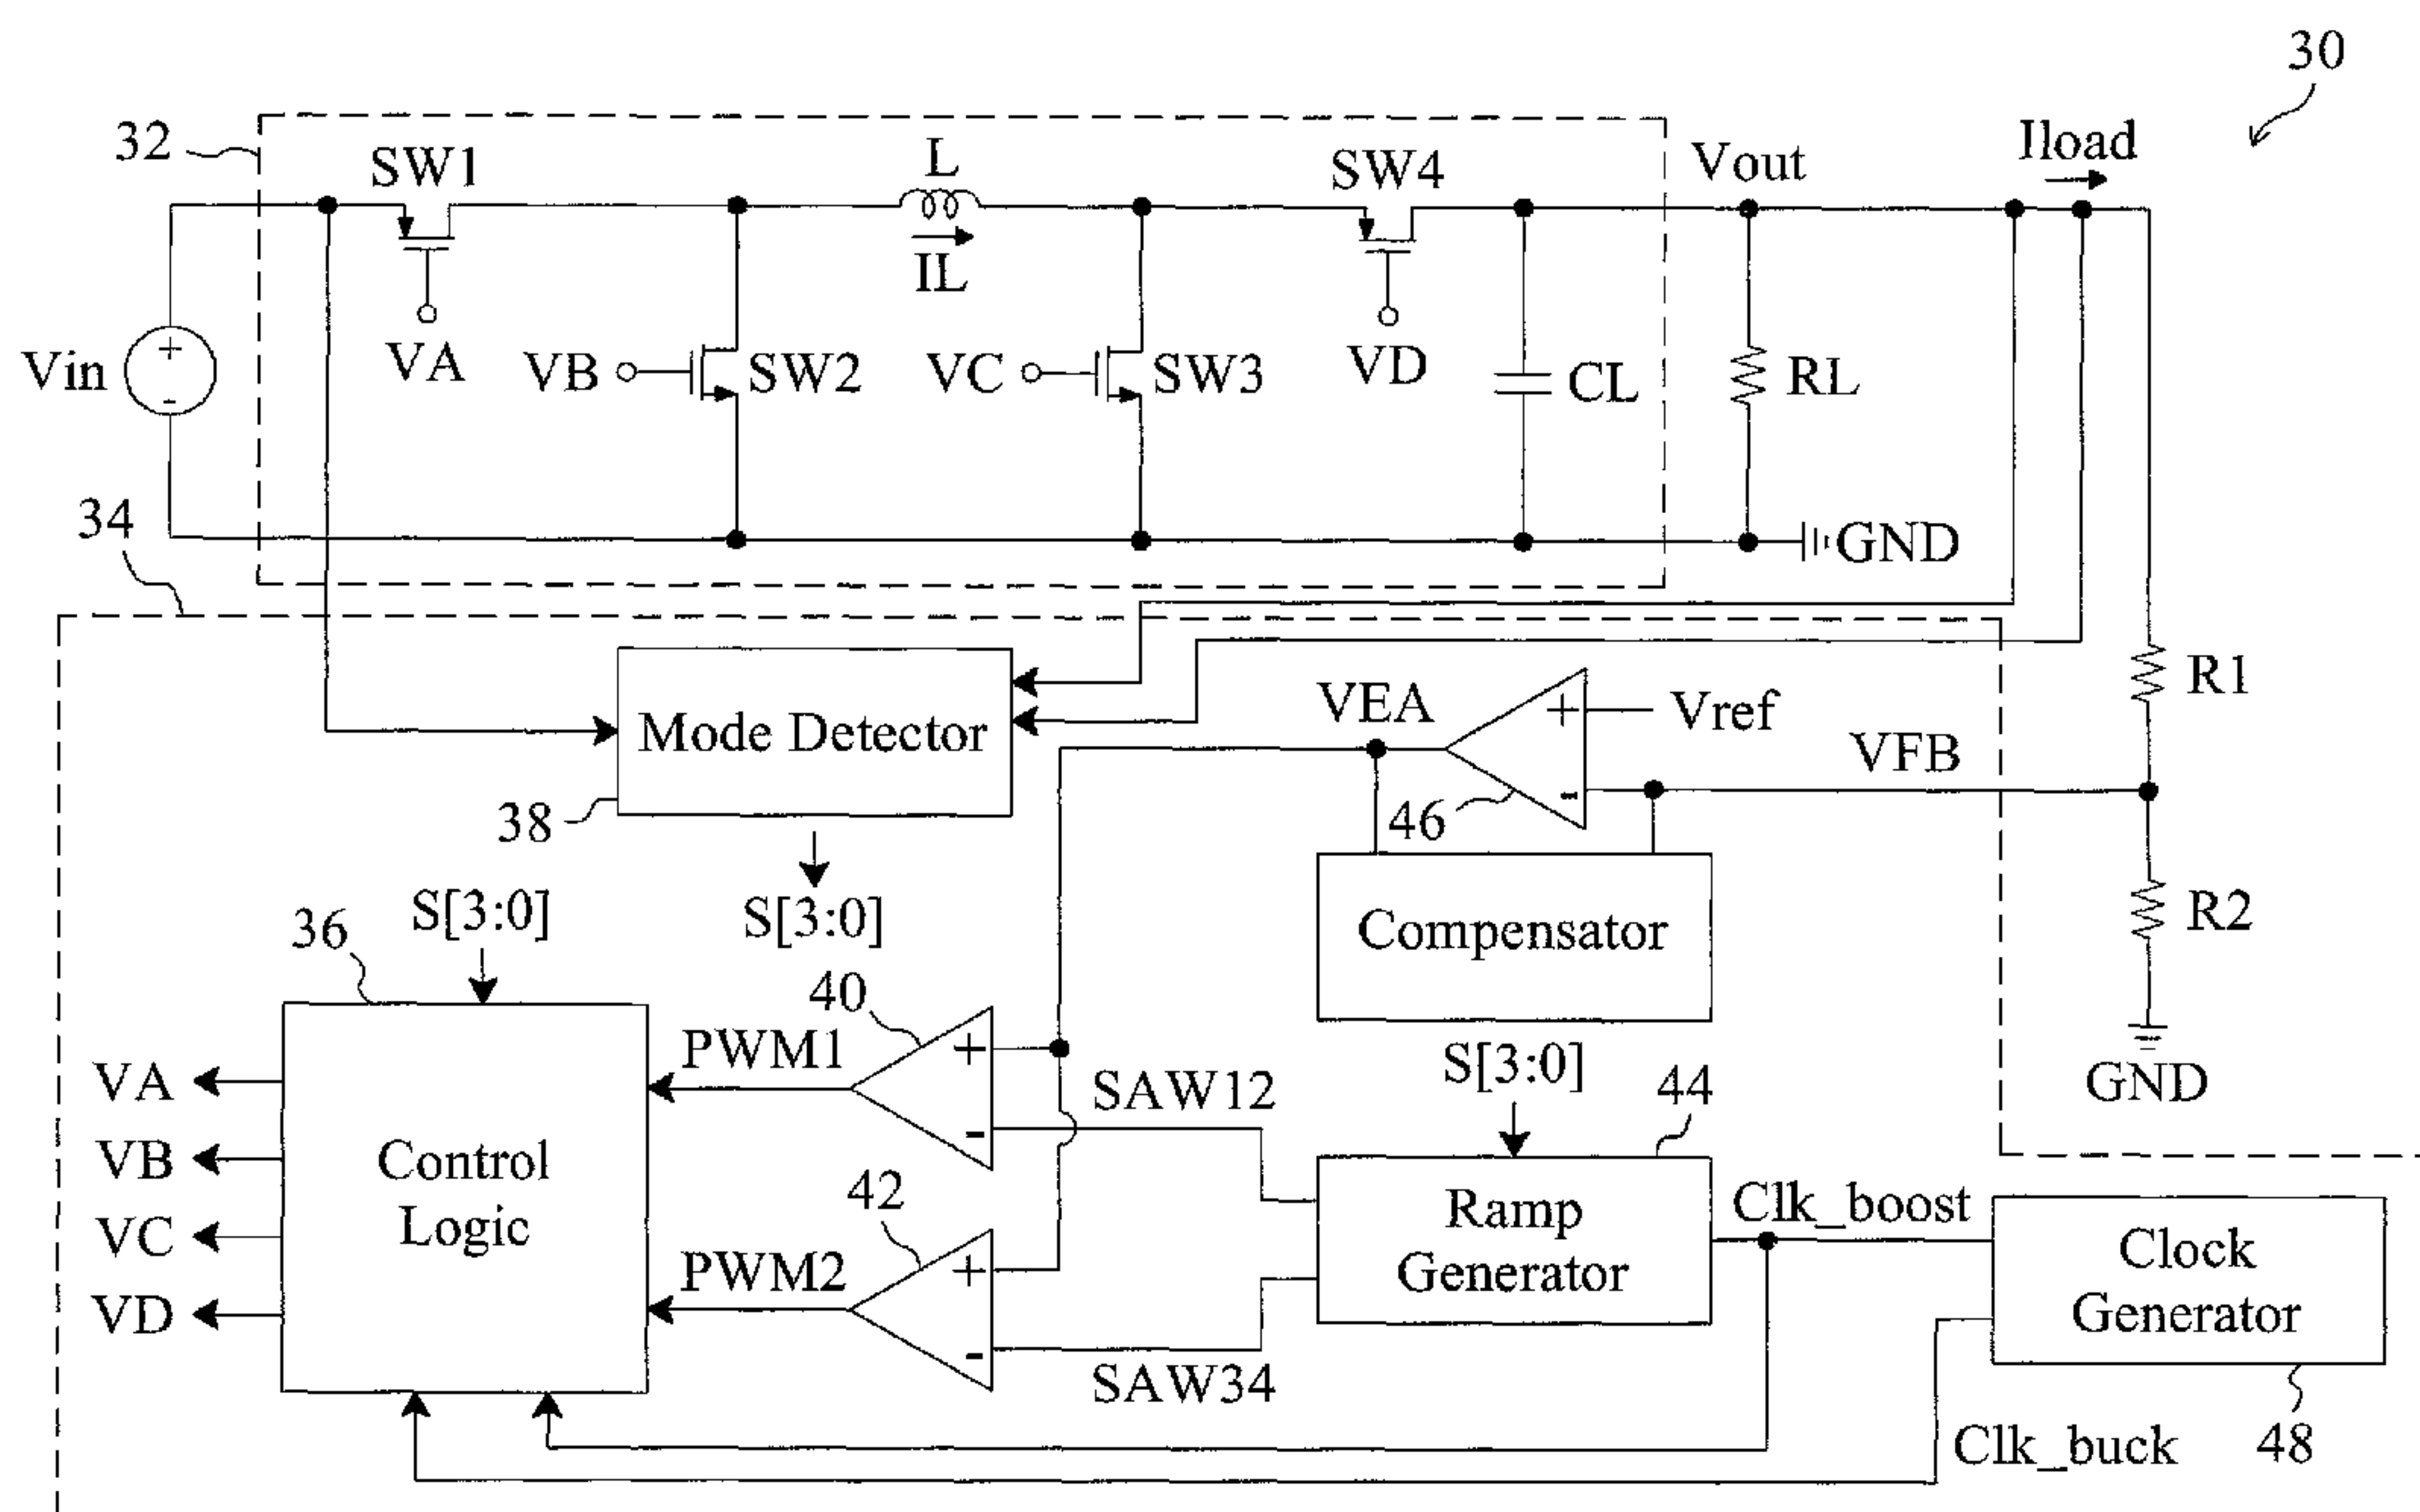 30
32
SW1
L
SW4
Vout
Iload
IL
Vin
+
-
VA
VB
SW2
VC
SW3
VD
CL
RL
34
GND
R1
Mode Detector
38
VEA
+
Vref
-
VFB
46
S[3:0]
S[3:0]
Compensator
R2
36
40
PWM1
+
-
SAW12
S[3:0]
44
GND
VA
VB
VC
VD
Control
Logic
42
PWM2
+
-
SAW34
Ramp
Generator
Clk_boost
Clock
Generator
Clk_buck
48